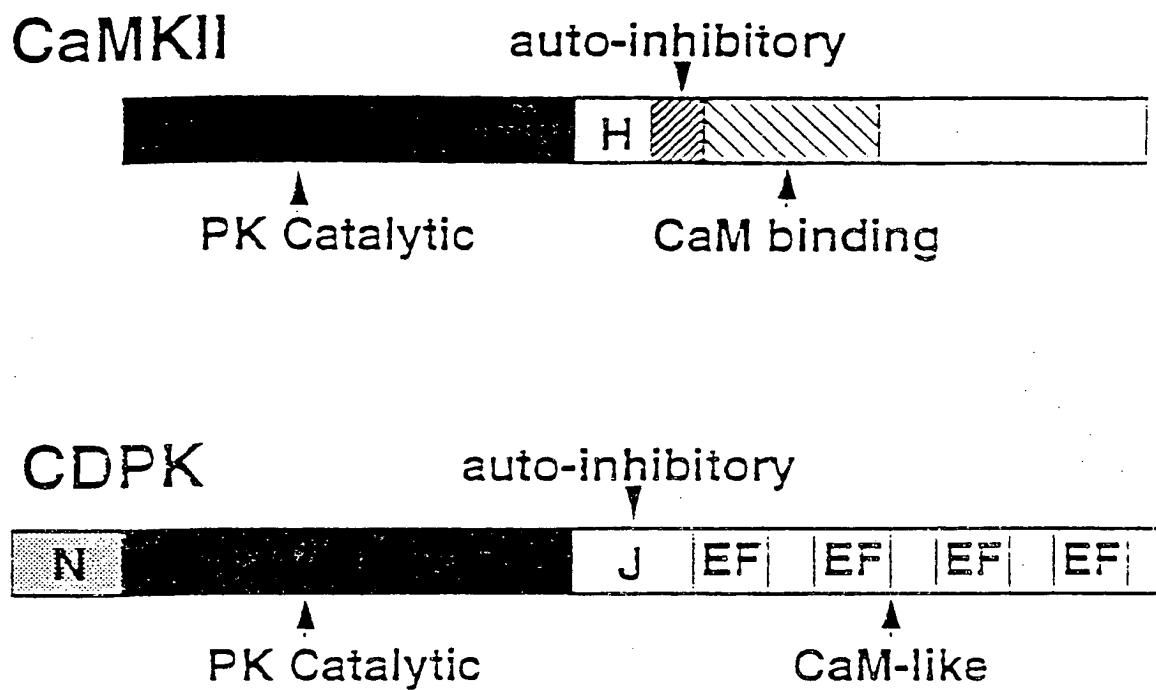 CaMKII
auto-inhibitory
H
PK Catalytic
CaM binding
CDPK
auto-inhibitory
N
J
EF
EF
EF
EF
PK Catalytic
CaM-like